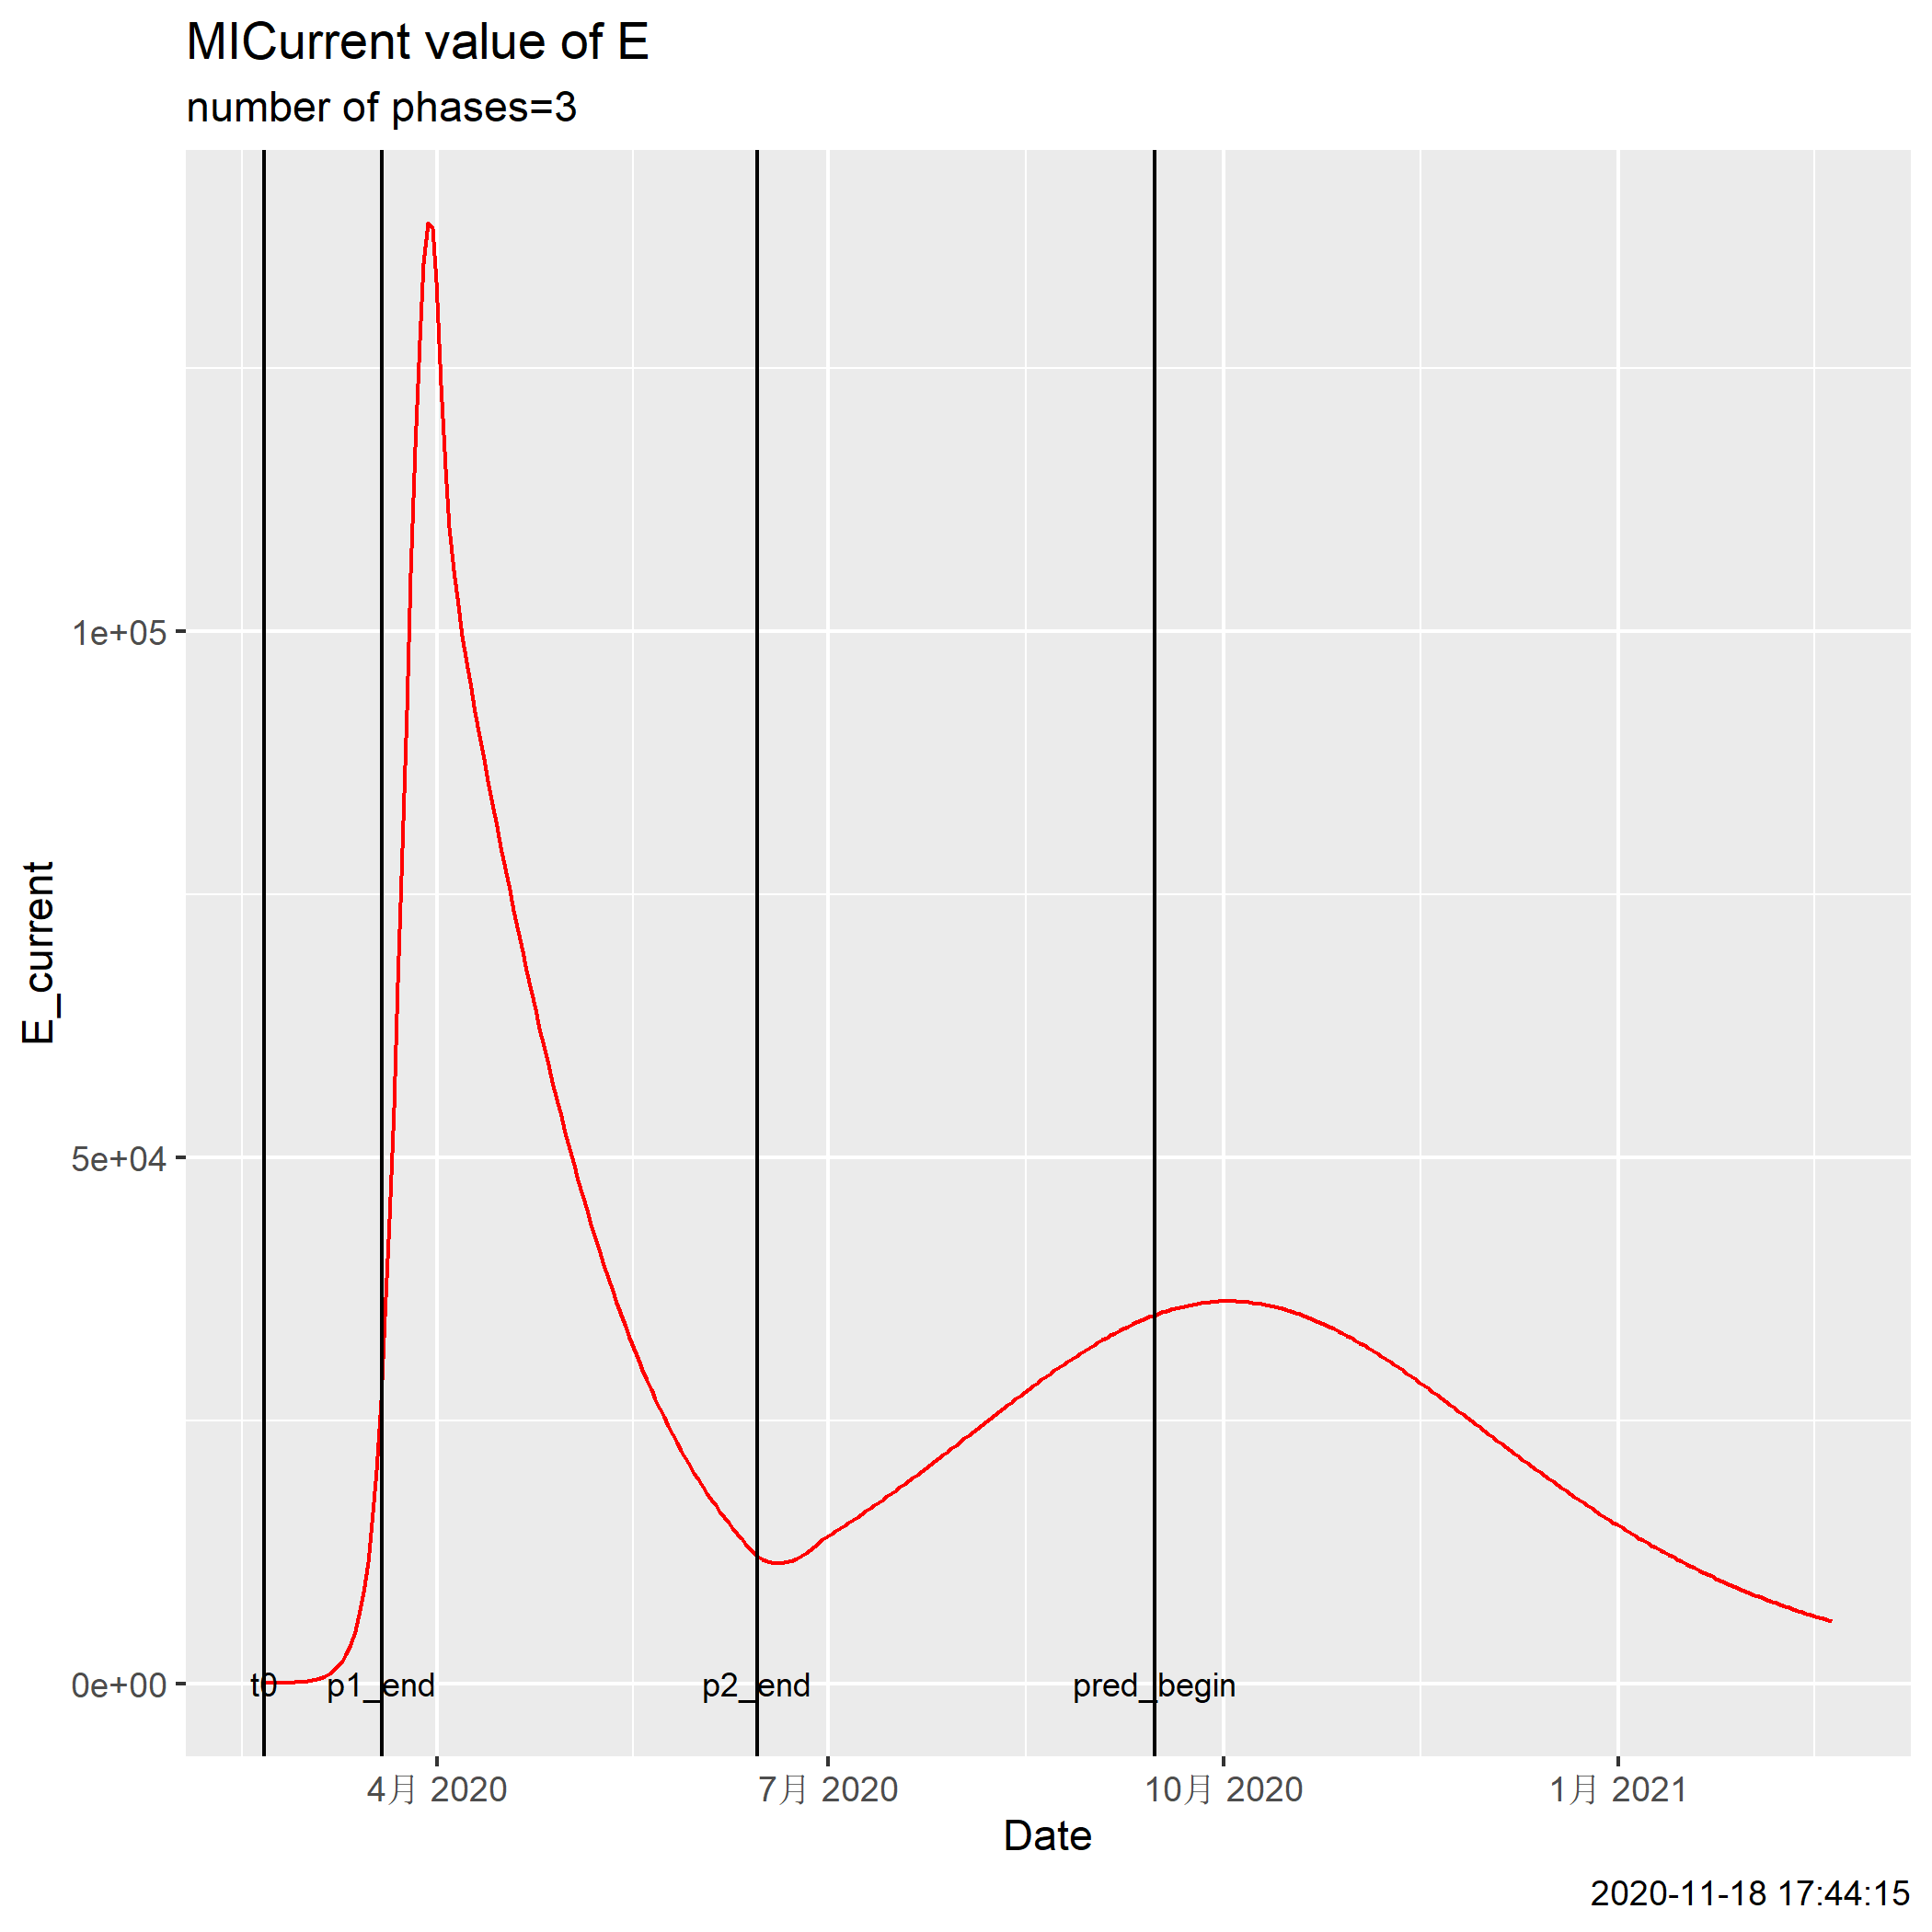 MICurrent value of E
number of phases=3
E_current
1e+05
5e+04
0e+00
t0 p1_end p2_end pred_begin
4月 2020 7月 2020 10月 2020 1月 2021
Date
2020-11-18 17:44:15